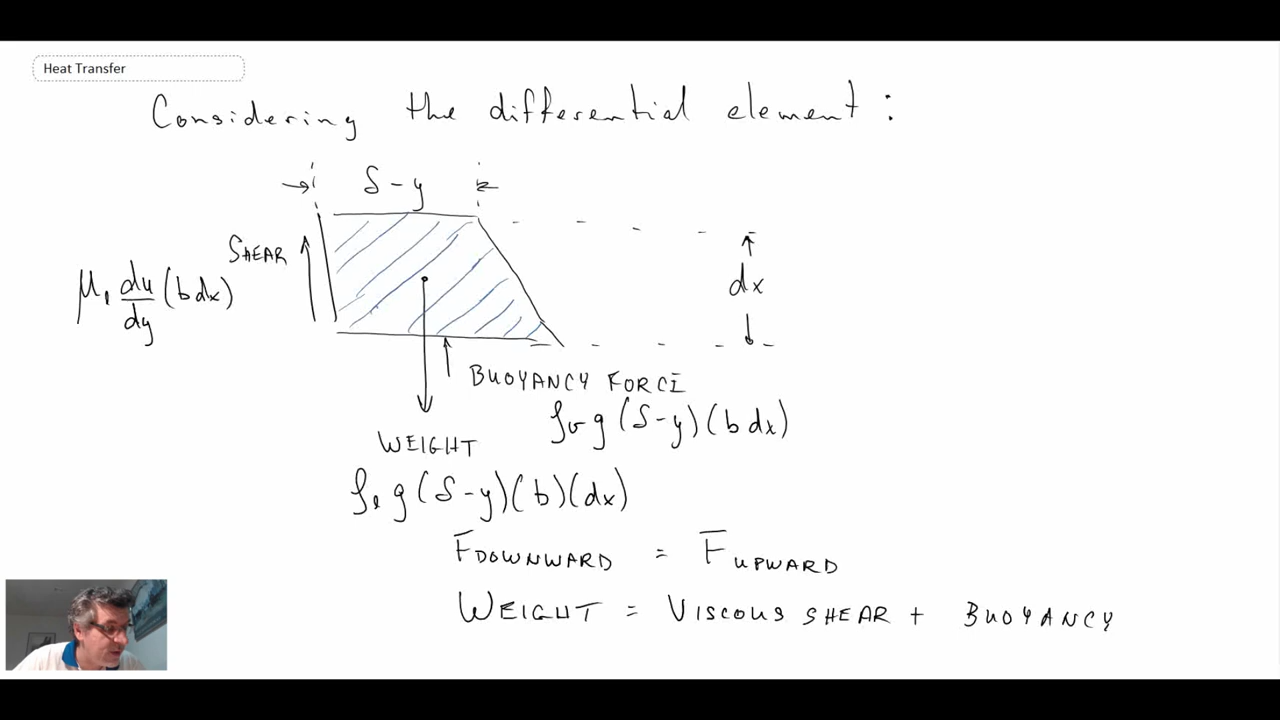 Heat Transfer
Considering the differential element:
δ-y
SHEAR
μl du/dy (b dx)
dx
BUOYANCY FORCE
ρv g (δ-y)(b dx)
WEIGHT
ρl g (δ-y)(b)(dx)
FDOWNWARD = FUPWARD
WEIGHT = VISCOUS SHEAR + BUOYANCY